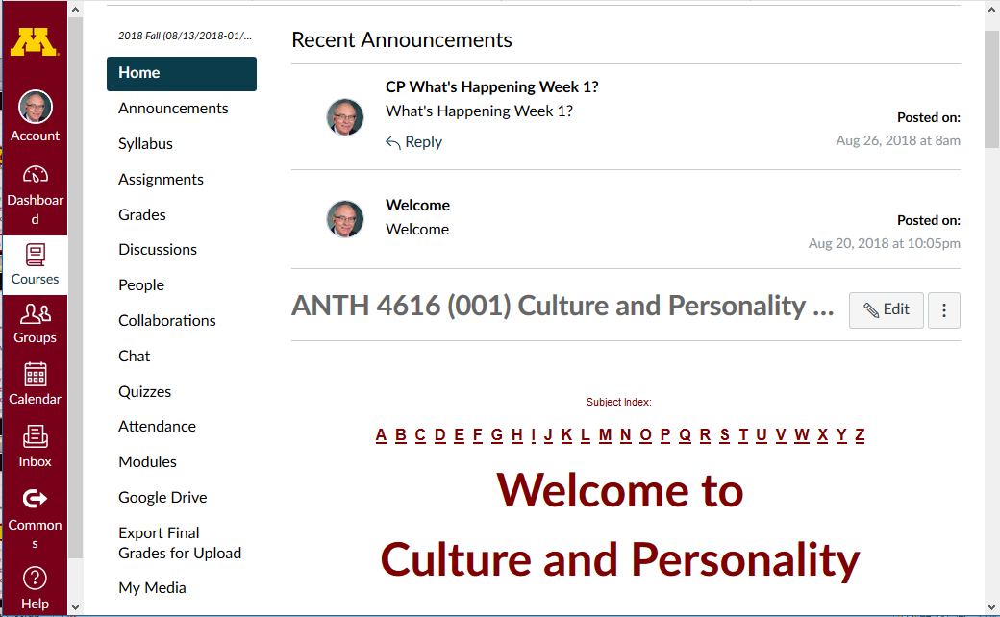 M
Account
Dashboar
d
Courses
Groups
Calendar
Inbox
Common
s
Help
2018 Fall (08/13/2018-01/...
Home
Announcements
Syllabus
Assignments
Grades
Discussions
People
Collaborations
Chat
Quizzes
Attendance
Modules
Google Drive
Export Final
Grades for Upload
My Media
Recent Announcements
CP What's Happening Week 1?
What's Happening Week 1?
Reply
Posted on:
Aug 26, 2018 at 8am
Welcome
Welcome
Posted on:
Aug 20, 2018 at 10:05pm
ANTH 4616 (001) Culture and Personality ...
Edit
Subject Index:
A B C D E F G H I J K L M N O P Q R S T U V W X Y Z
Welcome to
Culture and Personality